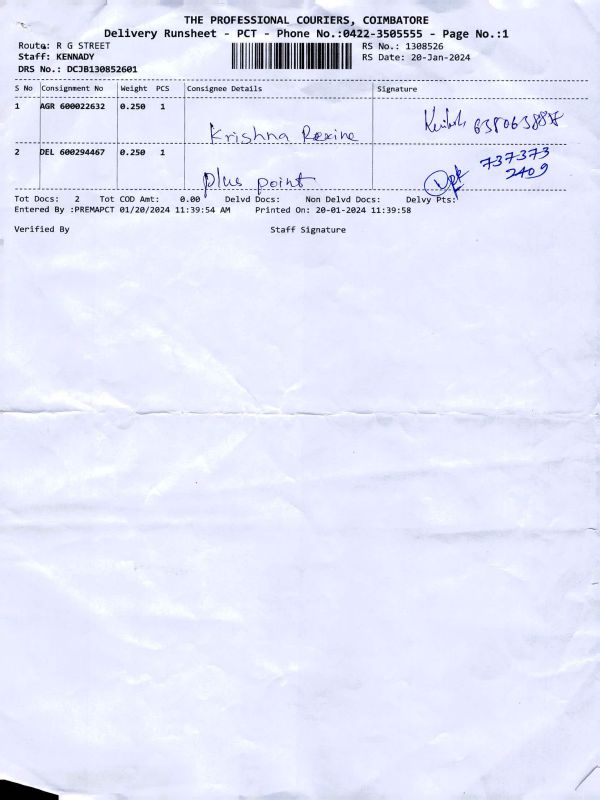 THE PROFESSIONAL COURIERS, COIMBATORE
Delivery Runsheet - PCT - Phone No.:0422-3505555 - Page No.:1
Route: R G STREET
RS No.: 1308526
Staff: KENNADY
RS Date: 20-Jan-2024
DRS No.: DCJB130852601
S No Consignment No Weight PCS Consignee Details Signature
1 AGR 600022632 0.250 1
Krishna Rexine
2 DEL 600294467 0.250 1
737373
2409
plus point
Tot Docs: 2 Tot COD Amt: 0.00 Delvd Docs: Non Delvd Docs: Delvy Pts:
Entered By :PREMAPCT 01/20/2024 11:39:54 AM Printed On: 20-01-2024 11:39:58
Verified By Staff Signature